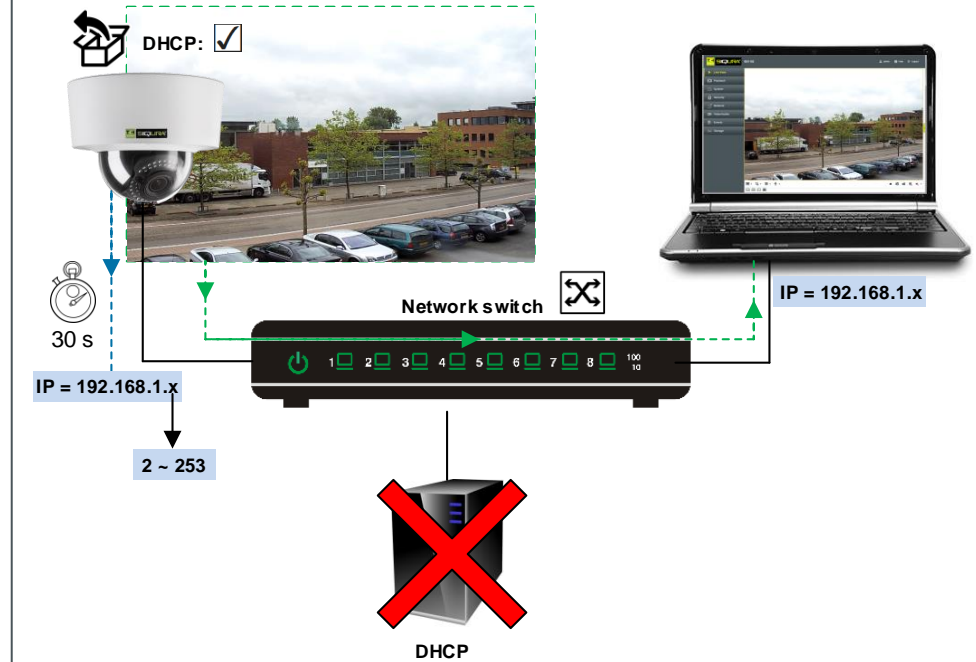 DHCP:
SIQURA
30 s
IP = 192.168.1.x
2 ~ 253
Network switch
1 2 3 4 5 6 7 8 100
10
IP = 192.168.1.x
DHCP